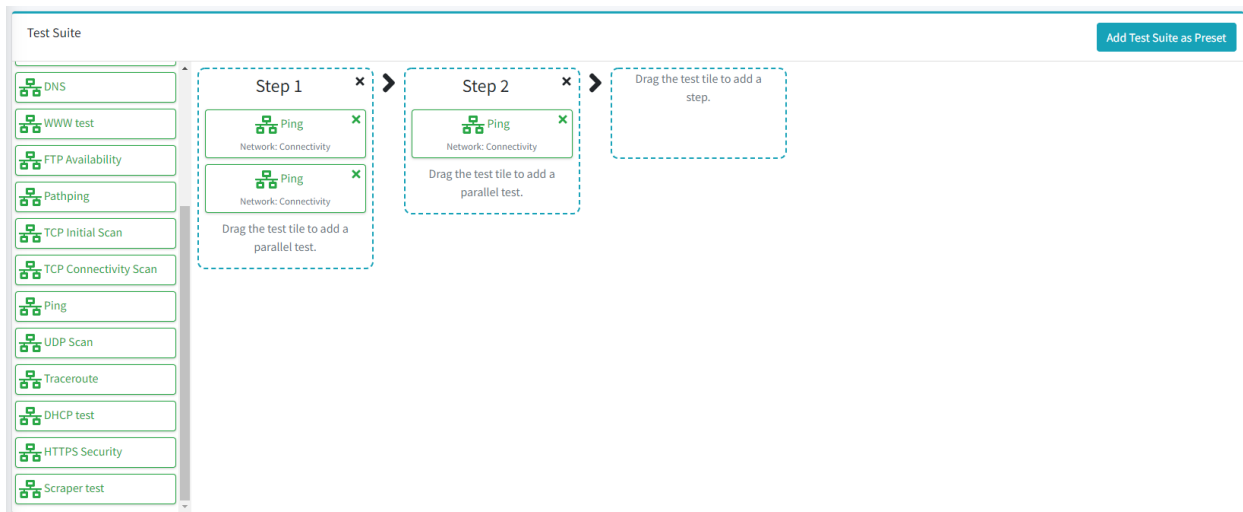 Test Suite
Add Test Suite as Preset
DNS
WWW test
FTP Availability
Pathping
TCP Initial Scan
TCP Connectivity Scan
Ping
UDP Scan
Traceroute
DHCP test
HTTPS Security
Scraper test
Step 1
Ping
Network: Connectivity
Ping
Network: Connectivity
Drag the test tile to add a
parallel test.
Step 2
Ping
Network: Connectivity
Drag the test tile to add a
parallel test.
Drag the test tile to add a
step.